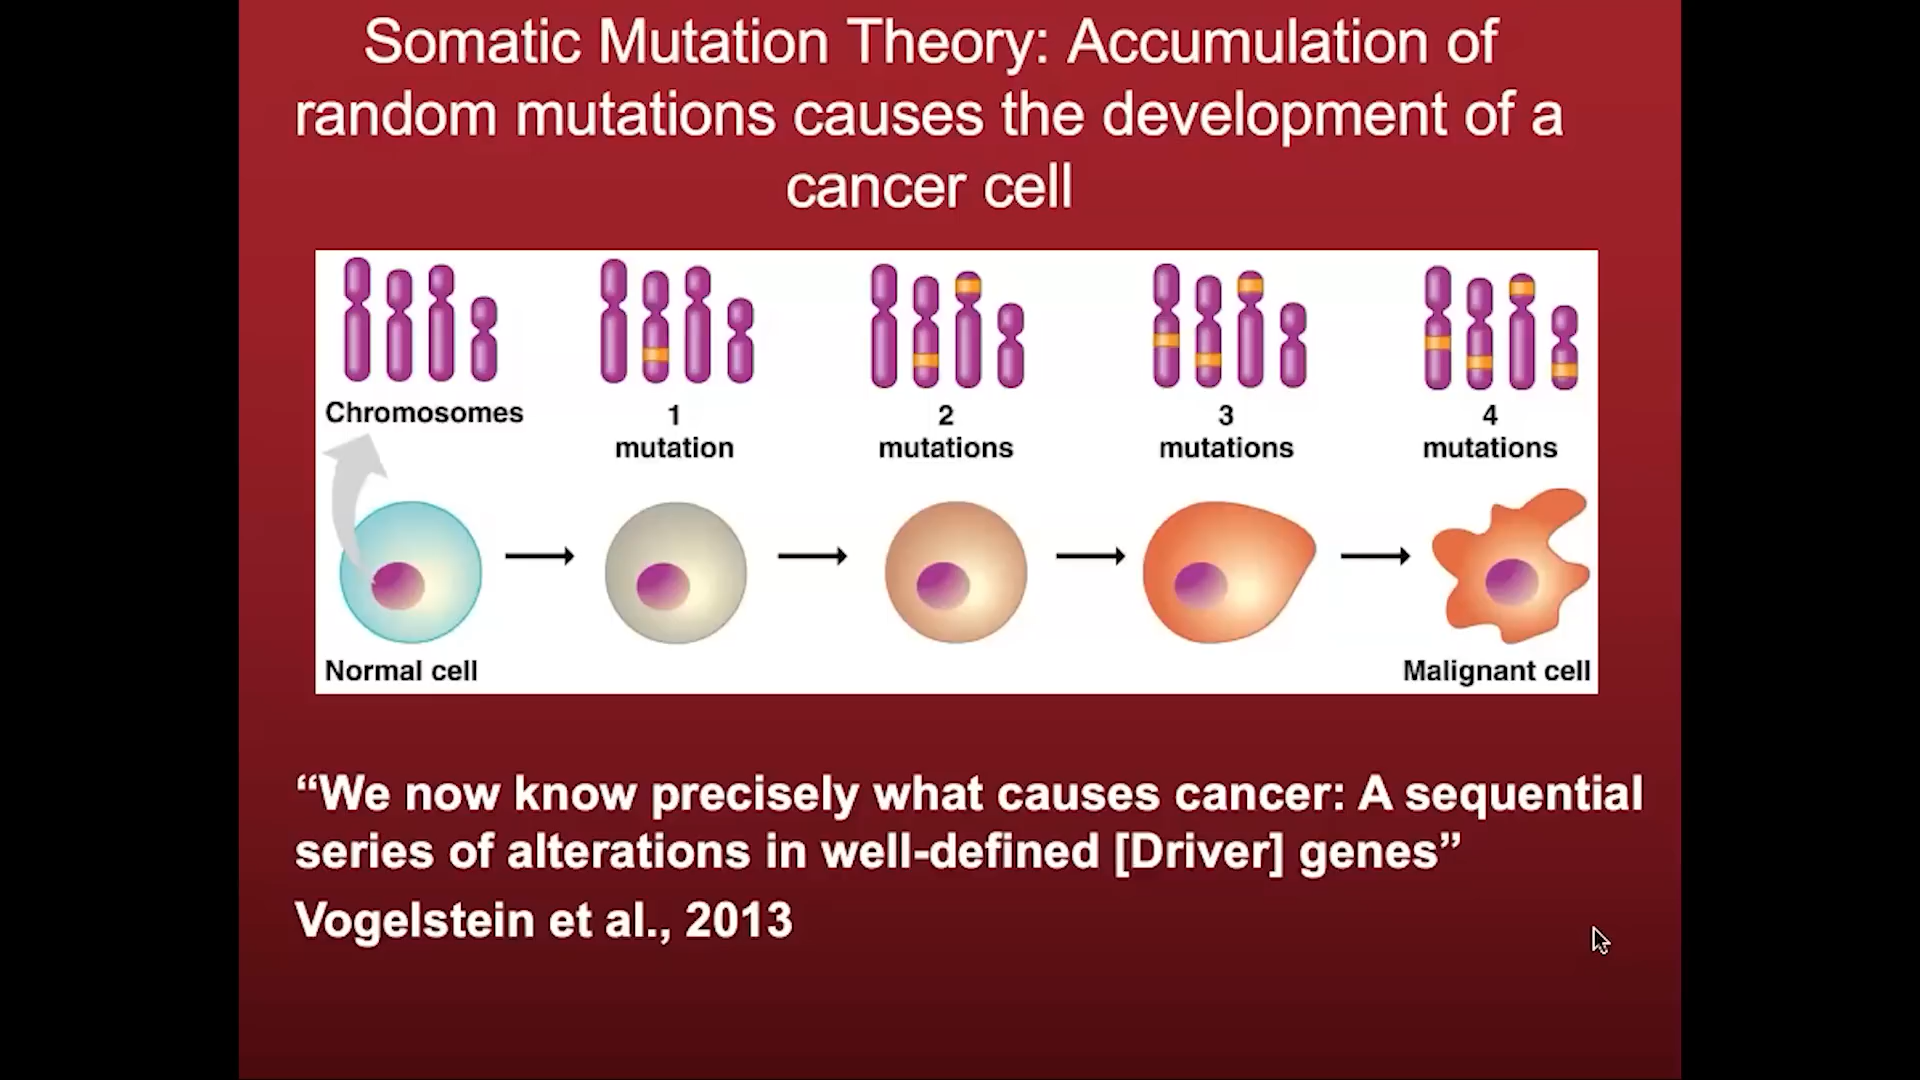 Somatic Mutation Theory: Accumulation of
random mutations causes the development of a
cancer cell
Chromosomes
1
mutation
2
mutations
3
mutations
4
mutations
Normal cell
Malignant cell
“We now know precisely what causes cancer: A sequential
series of alterations in well-defined [Driver] genes”
Vogelstein et al., 2013